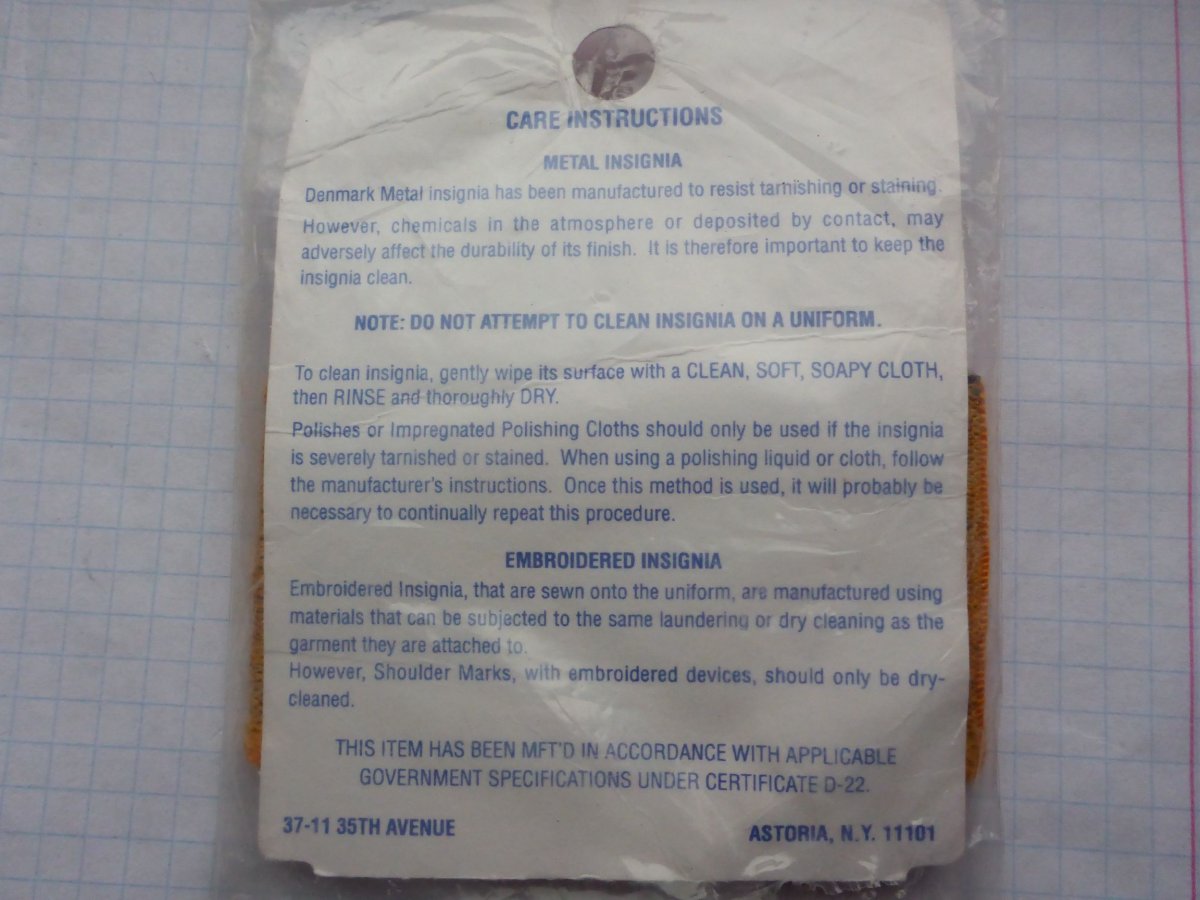 CARE INSTRUCTIONS
METAL INSIGNIA
Denmark Metal insignia has been manufactured to resist tarnishing or staining.
However, chemicals in the atmosphere or deposited by contact, may
adversely affect the durability of its finish. It is therefore important to keep the
insignia clean.
NOTE: DO NOT ATTEMPT TO CLEAN INSIGNIA ON A UNIFORM.
To clean insignia, gently wipe its surface with a CLEAN, SOFT, SOAPY CLOTH,
then RINSE and thoroughly DRY.
Polishes or Impregnated Polishing Cloths should only be used if the insignia
is severely tarnished or stained. When using a polishing liquid or cloth, follow
the manufacturer's instructions. Once this method is used, it will probably be
necessary to continually repeat this procedure.
EMBROIDERED INSIGNIA
Embroidered Insignia, that are sewn onto the uniform, are manufactured using
materials that can be subjected to the same laundering or dry cleaning as the
garment they are attached to.
However, Shoulder Marks, with embroidered devices, should only be dry-
cleaned.
THIS ITEM HAS BEEN MFT'D IN ACCORDANCE WITH APPLICABLE
GOVERNMENT SPECIFICATIONS UNDER CERTIFICATE D-22.
37-11 35TH AVENUE ASTORIA, N.Y. 11101